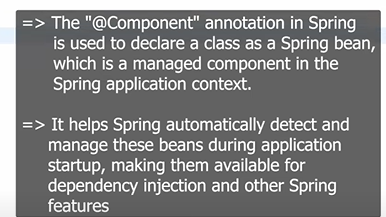 => The "@Component" annotation in Spring
is used to declare a class as a Spring bean,
which is a managed component in the
Spring application context.
=> It helps Spring automatically detect and
manage these beans during application
startup, making them available for
dependency injection and other Spring
features